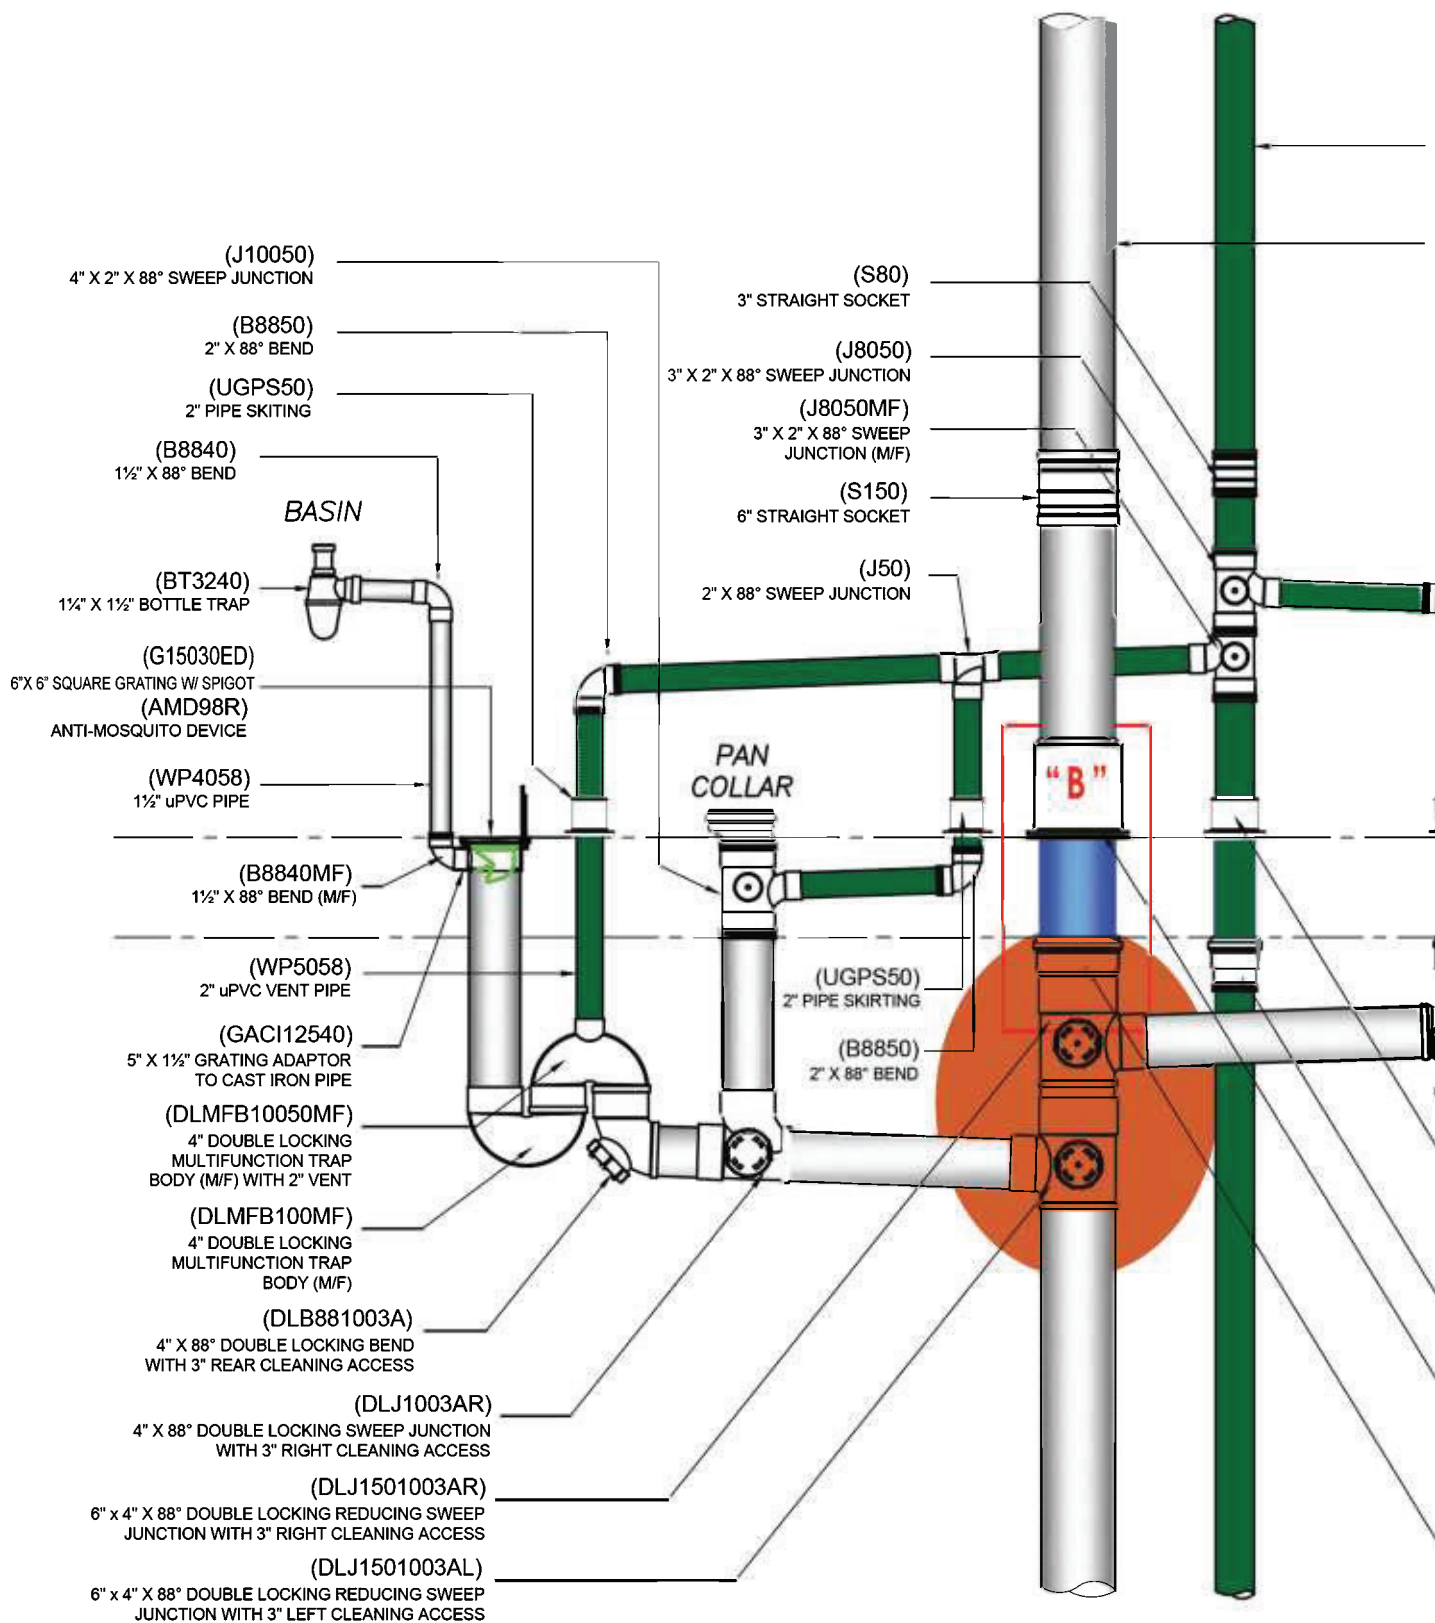 (J10050)
4" X 2" X 88° SWEEP JUNCTION
(B8850)
2" X 88° BEND
(UGPS50)
2" PIPE SKITING
(B8840)
1½" X 88° BEND
BASIN
(BT3240)
1¼" X 1½" BOTTLE TRAP
(G15030ED)
6"X 6" SQUARE GRATING W/ SPIGOT
(AMD98R)
ANTI-MOSQUITO DEVICE
(WP4058)
1½" uPVC PIPE
(B8840MF)
1½" X 88° BEND (M/F)
(WP5058)
2" uPVC VENT PIPE
(GACI12540)
5" X 1½" GRATING ADAPTOR
TO CAST IRON PIPE
(DLMFB10050MF)
4" DOUBLE LOCKING
MULTIFUNCTION TRAP
BODY (M/F) WITH 2" VENT
(DLMFB100MF)
4" DOUBLE LOCKING
MULTIFUNCTION TRAP
BODY (M/F)
(DLB881003A)
4" X 88° DOUBLE LOCKING BEND
WITH 3" REAR CLEANING ACCESS
(DLJ1003AR)
4" X 88° DOUBLE LOCKING SWEEP JUNCTION
WITH 3" RIGHT CLEANING ACCESS
(DLJ1501003AR)
6" x 4" X 88° DOUBLE LOCKING REDUCING SWEEP
JUNCTION WITH 3" RIGHT CLEANING ACCESS
(DLJ1501003AL)
6" x 4" X 88° DOUBLE LOCKING REDUCING SWEEP
JUNCTION WITH 3" LEFT CLEANING ACCESS
(S80)
3" STRAIGHT SOCKET
(J8050)
3" X 2" X 88° SWEEP JUNCTION
(J8050MF)
3" X 2" X 88° SWEEP
JUNCTION (M/F)
(S150)
6" STRAIGHT SOCKET
(J50)
2" X 88° SWEEP JUNCTION
PAN
COLLAR
"B"
(UGPS50)
2" PIPE SKIRTING
(B8850)
2" X 88° BEND